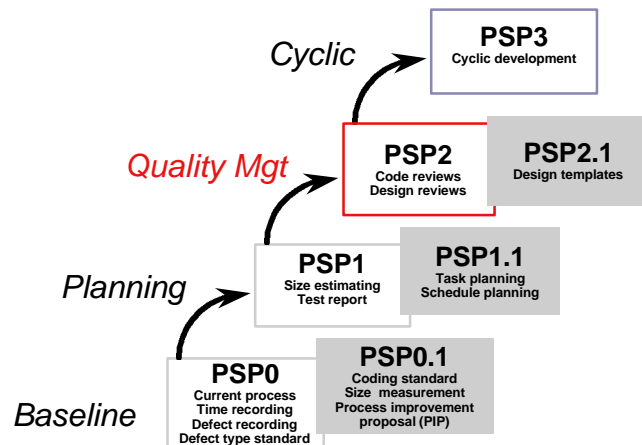 Cyclic
PSP3
Cyclic development
Quality Mgt
PSP2
Code reviews
Design reviews
PSP2.1
Design templates
Planning
PSP1
Size estimating
Test report
PSP1.1
Task planning
Schedule planning
Baseline
PSP0
Current process
Time recording
Defect recording
Defect type standard
PSP0.1
Coding standard
Size measurement
Process improvement
proposal (PIP)